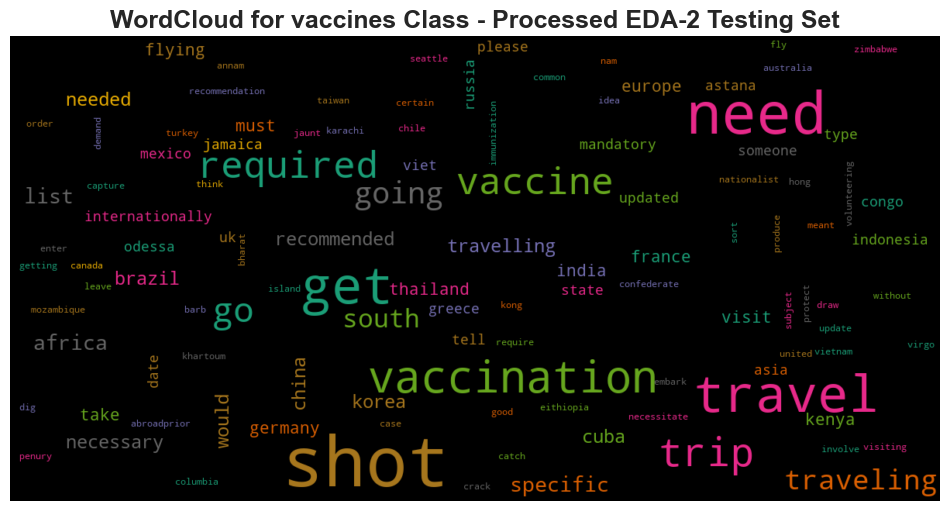 WordCloud for vaccines Class - Processed EDA-2 Testing Set
flying
please
fly
zimbabwe
annam
seattle
nam
australia
needed
recommendation
taiwan
russia
common
certain
idea
europe
astana
need
order
demand
turkey
must
jaunt
karachi
chile
immunization
type
jamaica
mandatory
someone
mexico
required
viet
vaccine
list
capture
think
going
updated
nationalist
hong
volunteering
congo
internationally
meant
produce
sort
enter
odessa
uk
bharat
recommended
travelling
france
indonesia
getting
canada
leave
brazil
island
get
thailand
india
state
confederate
without
mozambique
barb
go
south
greece
kong
visit
subject
protect
draw
update
virgo
africa
khartoum
tell
require
united
vietnam
date
china
vaccination
embark
asia
travel
dig
take
abroadprior
would
korea
case
good
eithiopia
necessitate
kenya
necessary
germany
shot
catch
cuba
trip
involve
visiting
penury
columbia
crack
specific
traveling